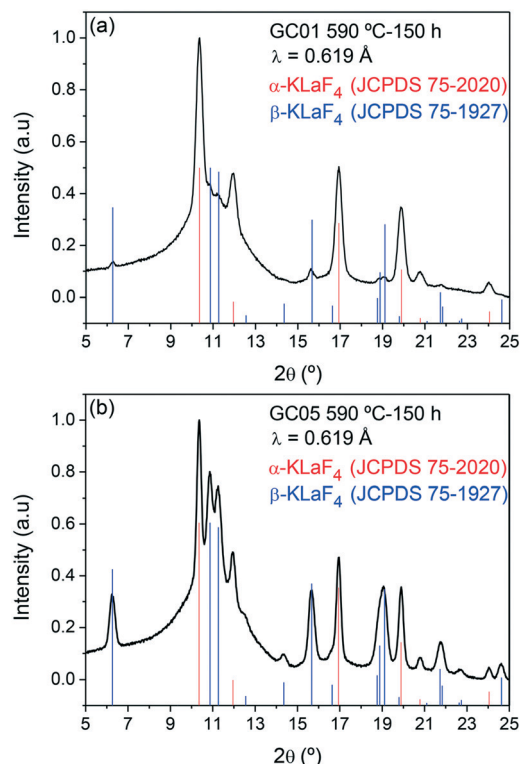 (a)
GC01 590 ºC-150 h
λ = 0.619 Å
α-KLaF₄ (JCPDS 75-2020)
β-KLaF₄ (JCPDS 75-1927)
Intensity (a.u)
1.0
0.8
0.6
0.4
0.2
0.0
5 7 9 11 13 15 17 19 21 23 25
2θ (º)
(b)
GC05 590 ºC-150 h
λ = 0.619 Å
α-KLaF₄ (JCPDS 75-2020)
β-KLaF₄ (JCPDS 75-1927)
Intensity (a.u)
1.0
0.8
0.6
0.4
0.2
0.0
5 7 9 11 13 15 17 19 21 23 25
2θ (º)